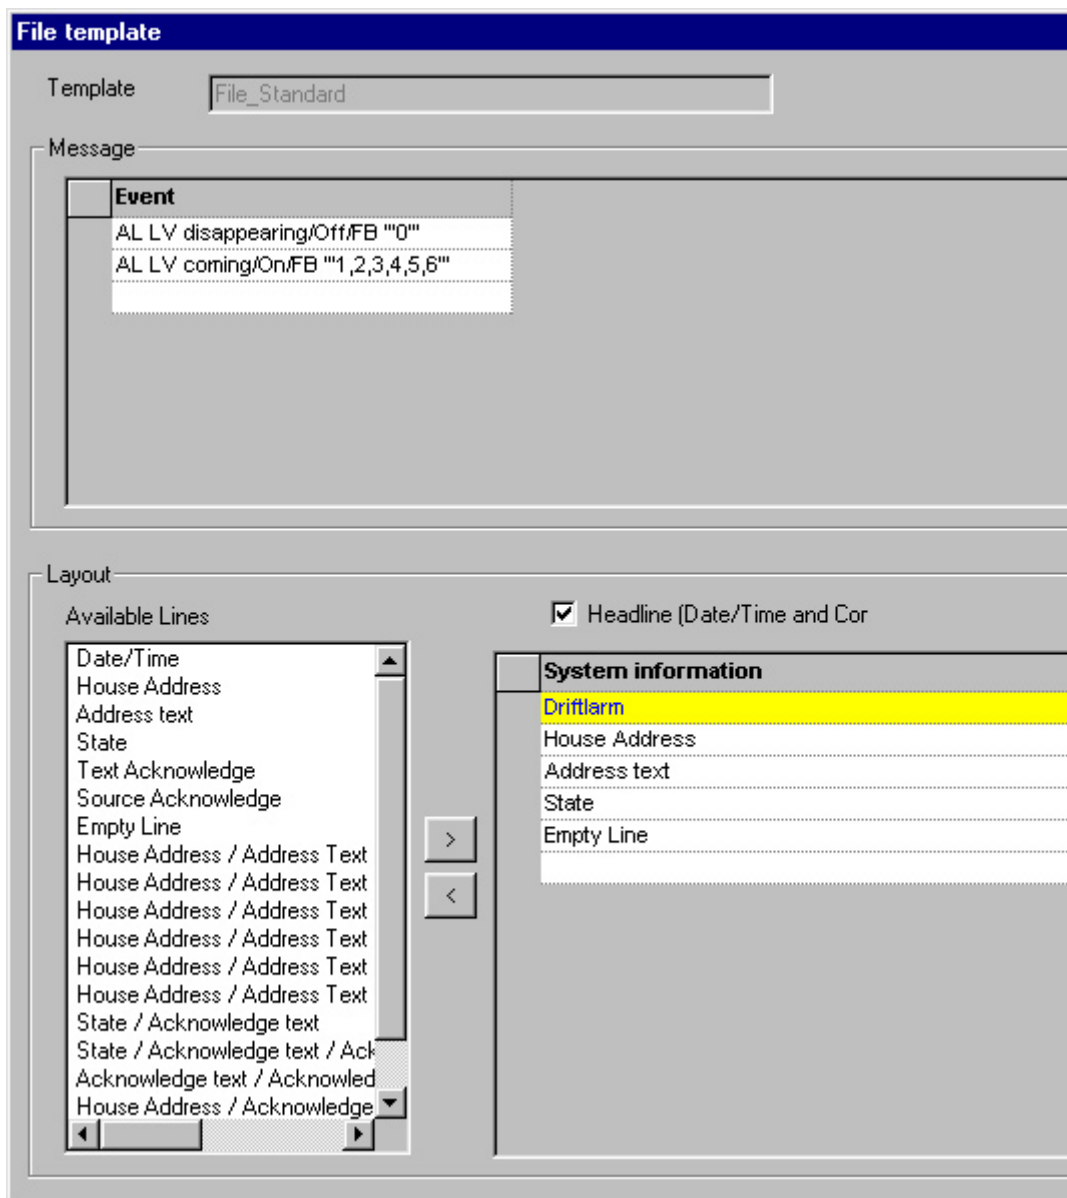 File template
Template File_Standard
Message
Event
AL LV disappearing/Off/FB '"0"'
AL LV coming/On/FB '"1,2,3,4,5,6"'
Layout
Available Lines
Date/Time
House Address
Address text
State
Text Acknowledge
Source Acknowledge
Empty Line
House Address / Address Text
House Address / Address Text
House Address / Address Text
House Address / Address Text
House Address / Address Text
House Address / Address Text
State / Acknowledge text
State / Acknowledge text / Ack
Acknowledge text / Acknowled
House Address / Acknowledge
>
<
Headline (Date/Time and Cor
System information
Driftlarm
House Address
Address text
State
Empty Line